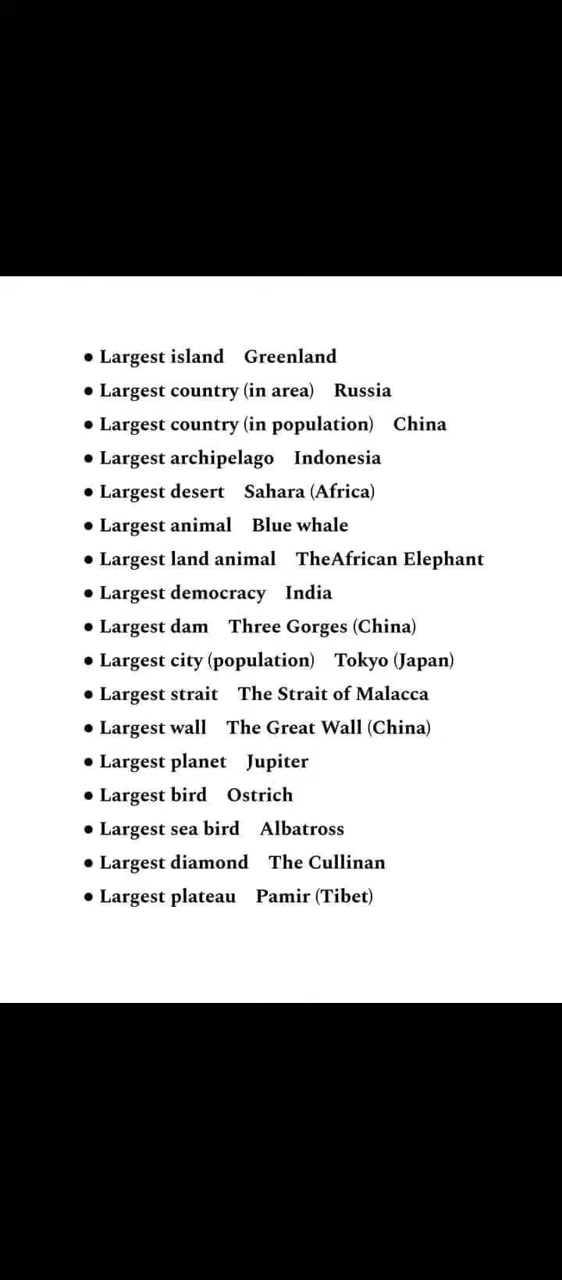 ● Largest island Greenland
● Largest country (in area) Russia
● Largest country (in population) China
● Largest archipelago Indonesia
● Largest desert Sahara (Africa)
● Largest animal Blue whale
● Largest land animal TheAfrican Elephant
● Largest democracy India
● Largest dam Three Gorges (China)
● Largest city (population) Tokyo (Japan)
● Largest strait The Strait of Malacca
● Largest wall The Great Wall (China)
● Largest planet Jupiter
● Largest bird Ostrich
● Largest sea bird Albatross
● Largest diamond The Cullinan
● Largest plateau Pamir (Tibet)